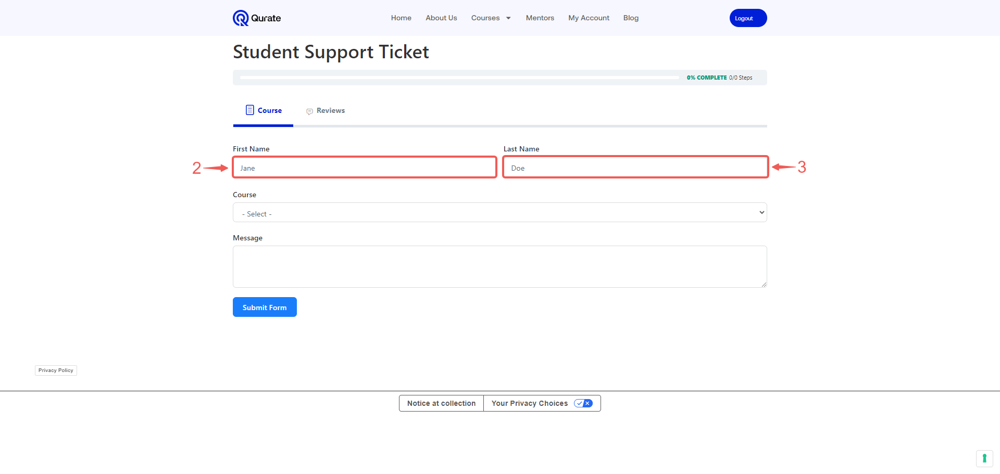 Qurate
Home About Us Courses Mentors My Account Blog
Logout
Student Support Ticket
0% COMPLETE 0/0 Steps
Course Reviews
First Name Last Name
2 Jane Doe 3
Course
- Select -
Message
Submit Form
Privacy Policy
Notice at collection Your Privacy Choices